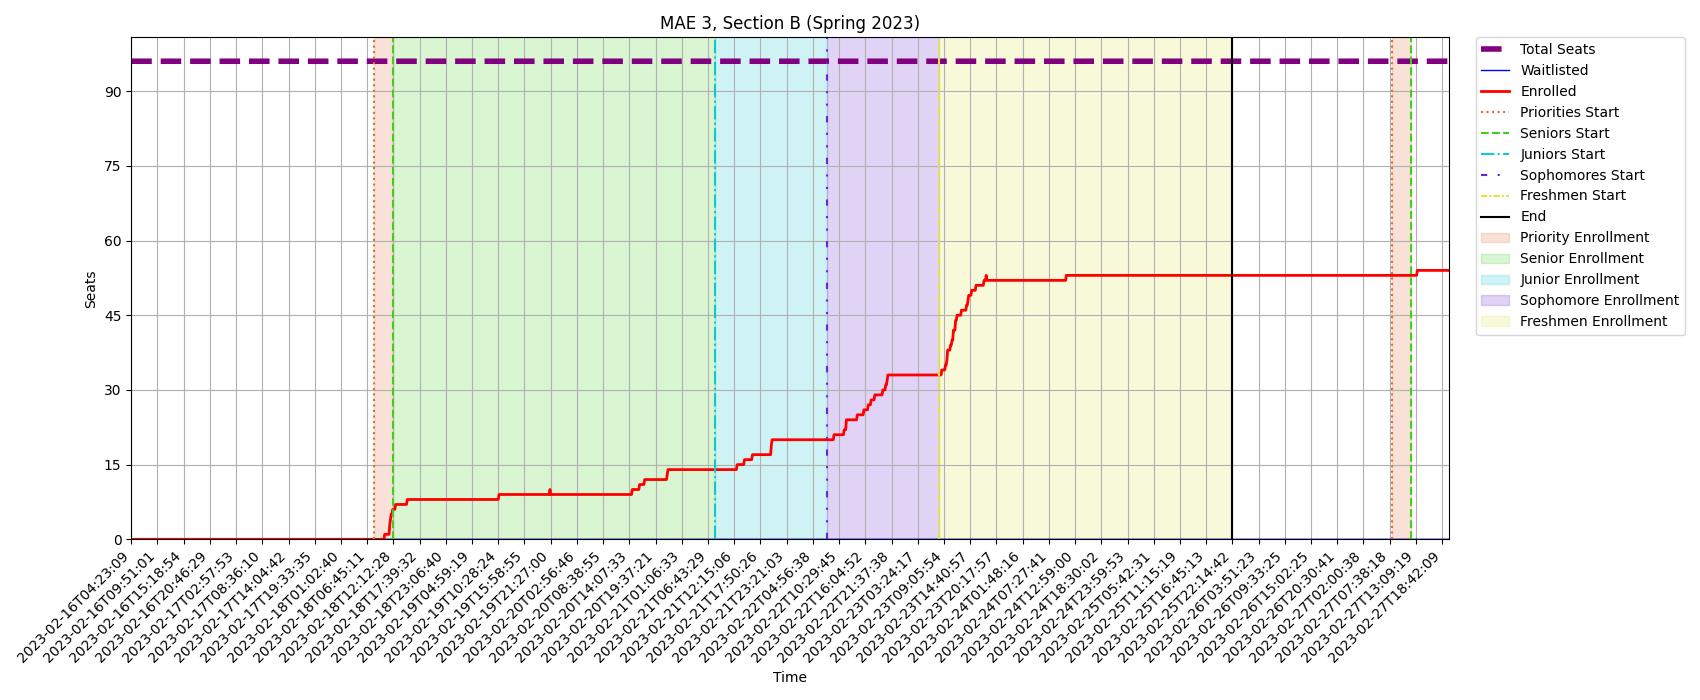 MAE 3, Section B (Spring 2023)
Seats
90
75
60
45
30
15
0
2023-02-16T04:23:09
2023-02-16T09:51:01
2023-02-16T15:18:54
2023-02-16T20:46:29
2023-02-17T02:57:53
2023-02-17T08:36:10
2023-02-17T14:04:42
2023-02-17T19:33:35
2023-02-18T01:02:40
2023-02-18T06:45:11
2023-02-18T12:12:28
2023-02-18T17:39:32
2023-02-18T23:06:40
2023-02-19T04:59:19
2023-02-19T10:28:24
2023-02-19T15:58:55
2023-02-19T21:27:00
2023-02-20T02:56:46
2023-02-20T08:38:55
2023-02-20T14:07:33
2023-02-20T19:37:21
2023-02-21T01:06:33
2023-02-21T06:43:29
2023-02-21T12:15:06
2023-02-21T17:50:26
2023-02-21T23:21:03
2023-02-22T04:56:38
2023-02-22T10:29:45
2023-02-22T16:04:52
2023-02-22T21:37:38
2023-02-23T03:24:17
2023-02-23T09:05:54
2023-02-23T14:40:57
2023-02-23T20:17:57
2023-02-24T01:48:16
2023-02-24T07:27:41
2023-02-24T12:59:00
2023-02-24T18:30:02
2023-02-24T23:59:53
2023-02-25T05:42:31
2023-02-25T11:15:19
2023-02-25T16:45:13
2023-02-25T22:14:42
2023-02-26T03:51:23
2023-02-26T09:33:25
2023-02-26T15:02:25
2023-02-26T20:30:41
2023-02-27T02:00:38
2023-02-27T07:38:18
2023-02-27T13:09:19
2023-02-27T18:42:09
Time
Total Seats
Waitlisted
Enrolled
Priorities Start
Seniors Start
Juniors Start
Sophomores Start
Freshmen Start
End
Priority Enrollment
Senior Enrollment
Junior Enrollment
Sophomore Enrollment
Freshmen Enrollment